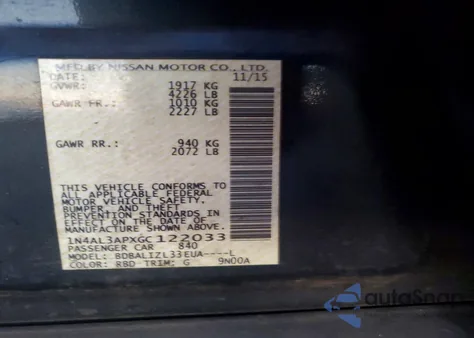 MFD.BY NISSAN MOTOR CO., LTD.
DATE: 11/15
GVWR: 1917 KG
4226 LB
GAWR FR.: 1010 KG
2227 LB
GAWR RR.: 940 KG
2072 LB
THIS VEHICLE CONFORMS TO
ALL APPLICABLE FEDERAL
MOTOR VEHICLE SAFETY,
BUMPER, AND THEFT
PREVENTION STANDARDS IN
EFFECT ON THE DATE OF
MANUFACTURE SHOWN ABOVE.
1N4AL3APXGC122033
PASSENGER CAR 840
MODEL: BDBALIZL33EUA----L
COLOR: RBD TRIM: G 9N00A
autoSnap